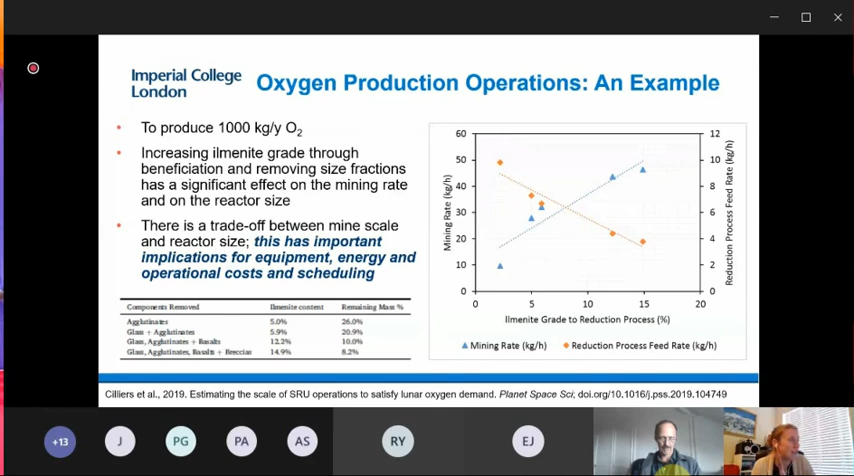 Imperial College
London
Oxygen Production Operations: An Example
• To produce 1000 kg/y O2
• Increasing ilmenite grade through
beneficiation and removing size fractions
has a significant effect on the mining rate
and on the reactor size
• There is a trade-off between mine scale
and reactor size; this has important
implications for equipment, energy and
operational costs and scheduling
Components Removed Ilmenite content Remaining Mass %
Agglutinates 5.0% 26.0%
Glass + Agglutinates 5.9% 20.9%
Glass, Agglutinates + Basalts 12.2% 10.0%
Glass, Agglutinates, Basalts + Breccias 14.9% 8.2%
Mining Rate (kg/h)
60
50
40
30
20
10
0
12
10
8
6
4
2
0
Reduction Process Feed Rate (kg/h)
0 5 10 15 20
Ilmenite Grade to Reduction Process (%)
Mining Rate (kg/h) Reduction Process Feed Rate (kg/h)
Cilliers et al., 2019. Estimating the scale of SRU operations to satisfy lunar oxygen demand. Planet Space Sci; doi.org/10.1016/j.pss.2019.104749
+13 J PG PA AS RY EJ